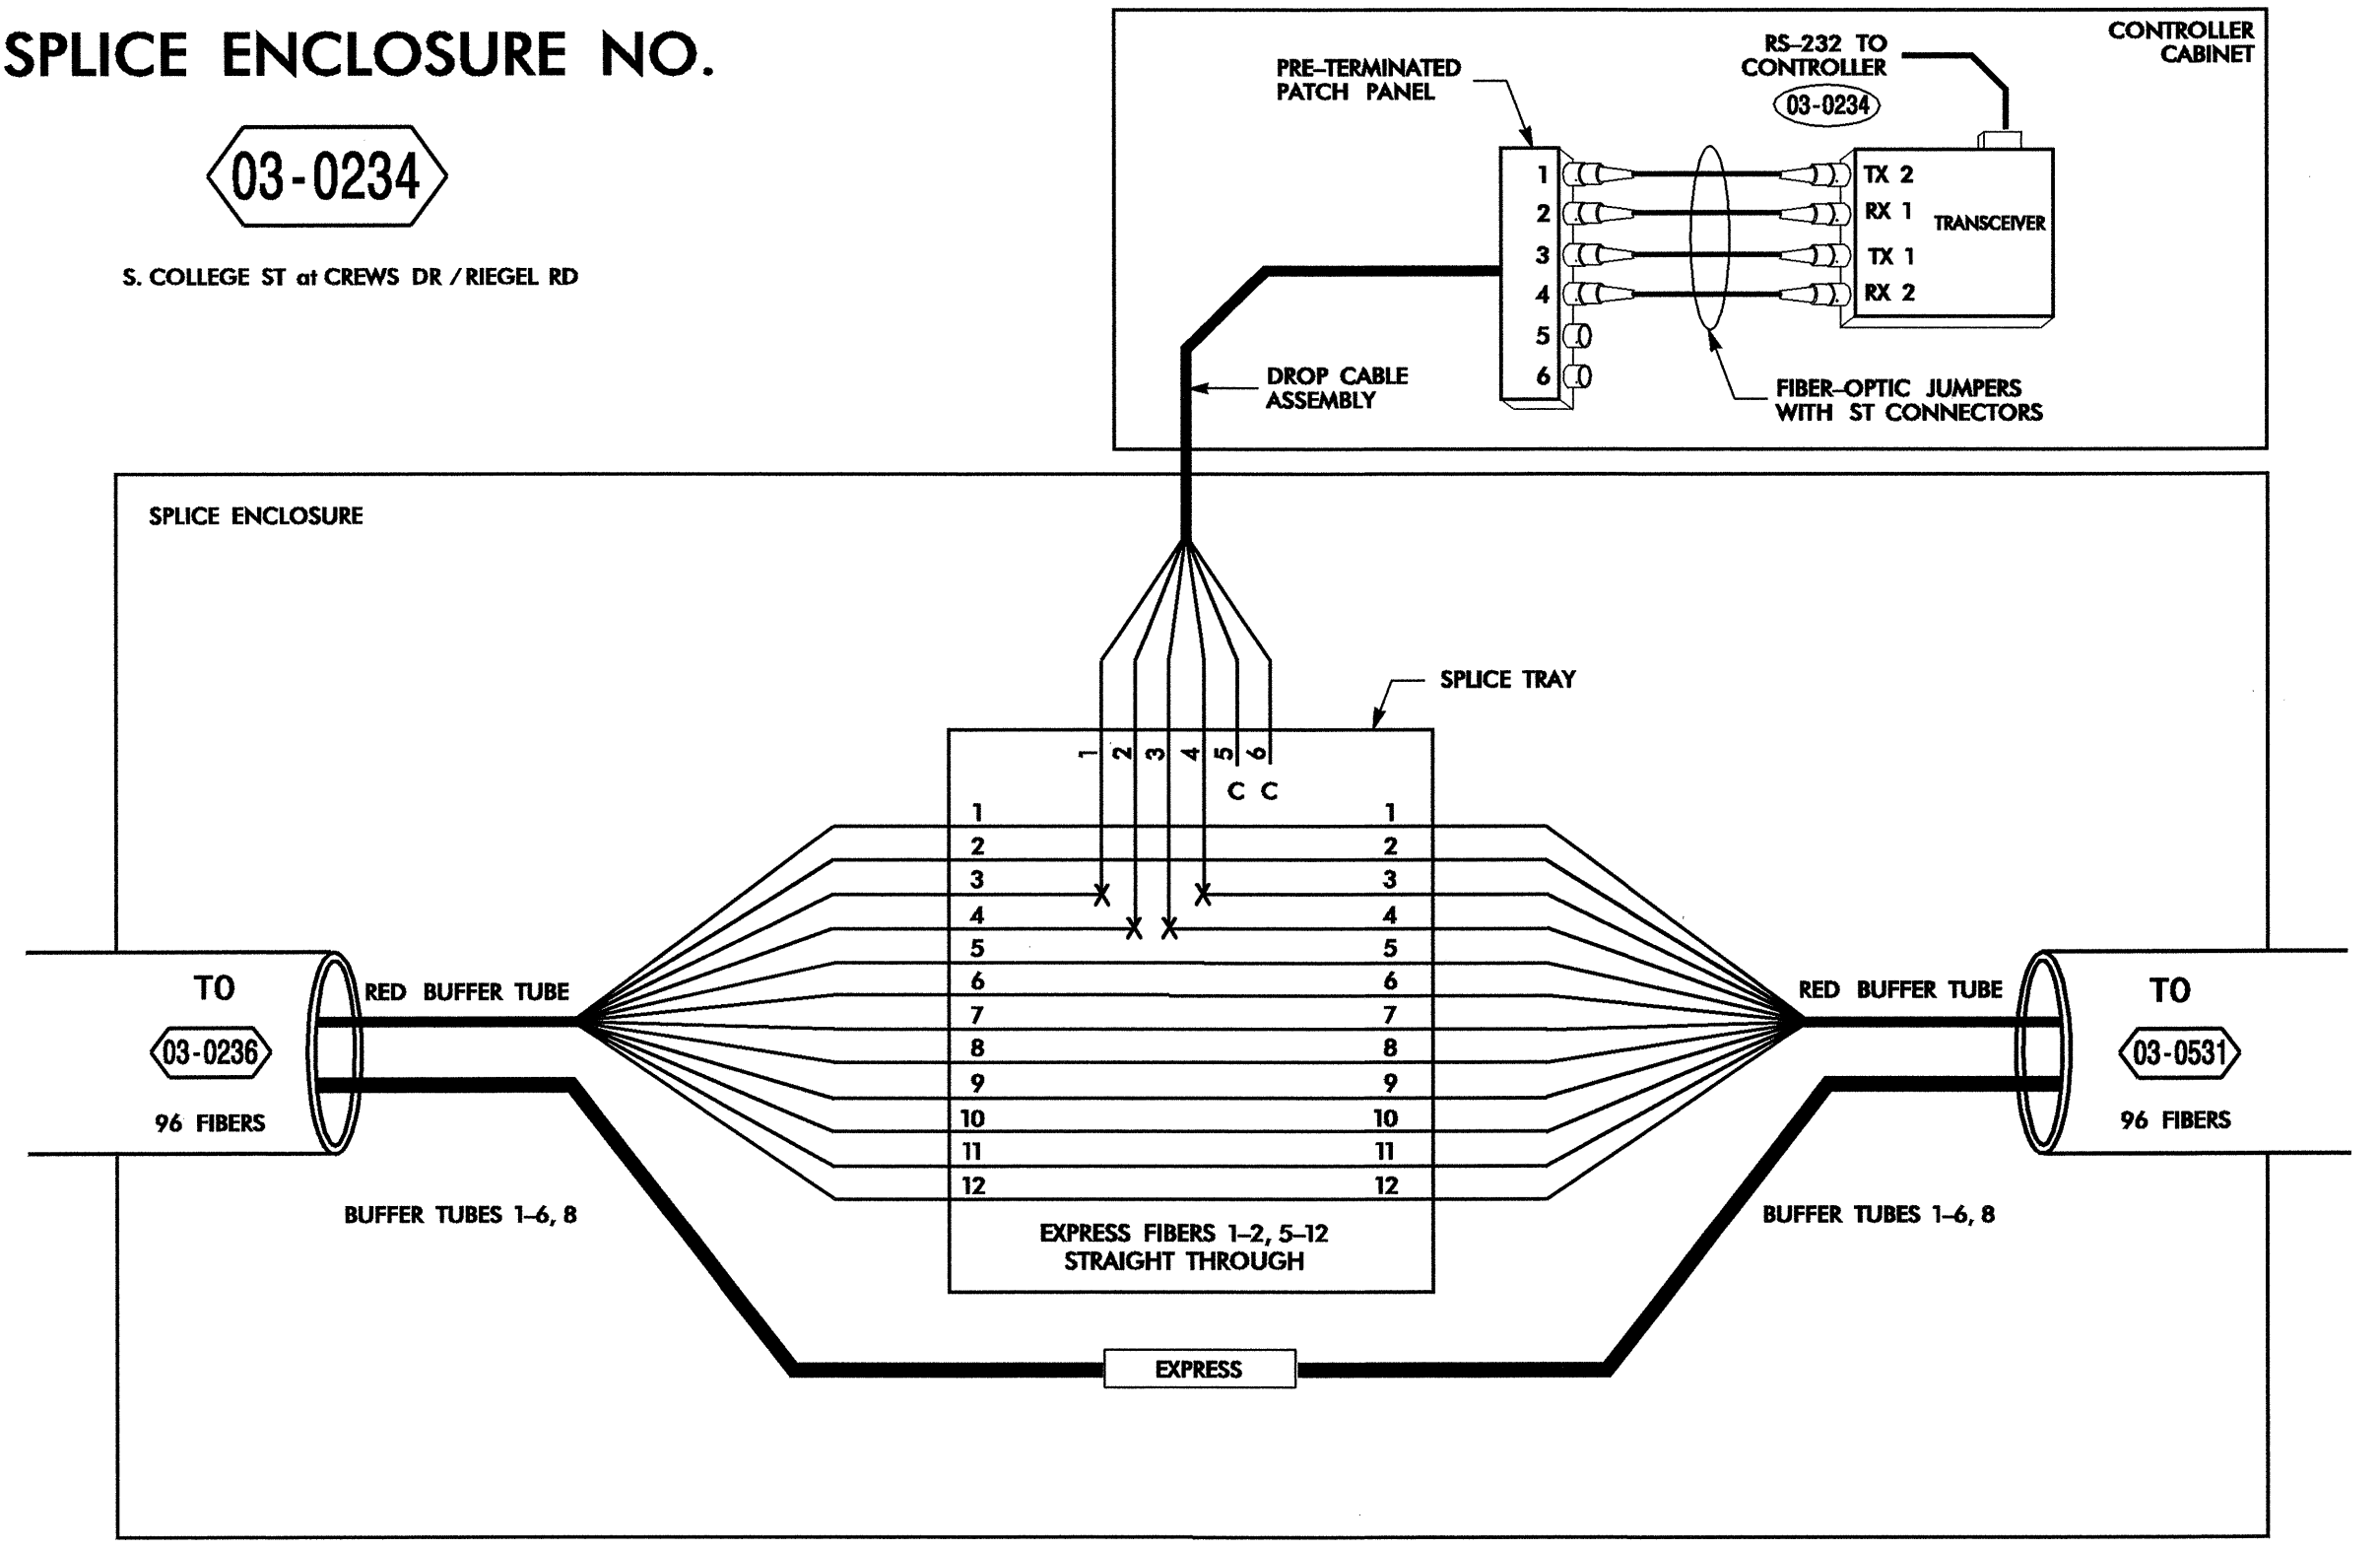 SPLICE ENCLOSURE NO.
03-0234
S. COLLEGE ST at CREWS DR / RIEGEL RD
CONTROLLER
CABINET
RS-232 TO
CONTROLLER
03-0234
PRE-TERMINATED
PATCH PANEL
1
2
3
4
5
6
TX 2
RX 1
TX 1
RX 2
TRANSCEIVER
DROP CABLE
ASSEMBLY
FIBER-OPTIC JUMPERS
WITH ST CONNECTORS
SPLICE ENCLOSURE
SPLICE TRAY
1 2 3 4 5 6
C C
1 1
2 2
3 3
4 4
5 5
6 6
7 7
8 8
9 9
10 10
11 11
12 12
EXPRESS FIBERS 1-2, 5-12
STRAIGHT THROUGH
TO
03-0236
96 FIBERS
RED BUFFER TUBE
BUFFER TUBES 1-6, 8
RED BUFFER TUBE
TO
03-0531
96 FIBERS
BUFFER TUBES 1-6, 8
EXPRESS